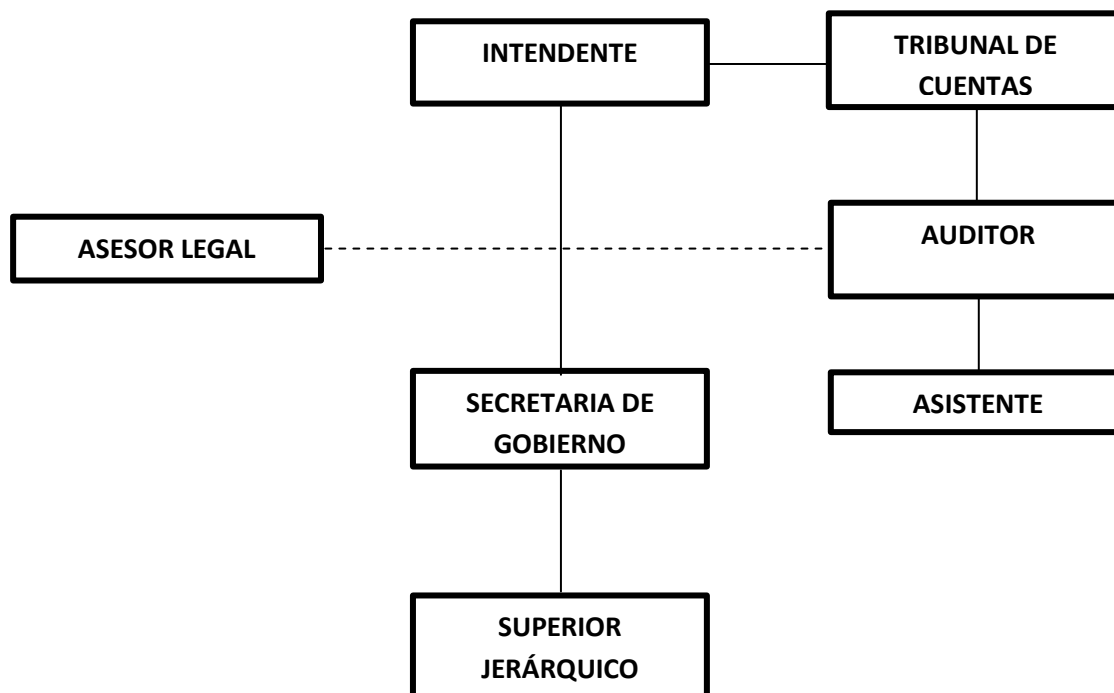 INTENDENTE
TRIBUNAL DE
CUENTAS
ASESOR LEGAL
AUDITOR
SECRETARIA DE
GOBIERNO
ASISTENTE
SUPERIOR
JERÁRQUICO